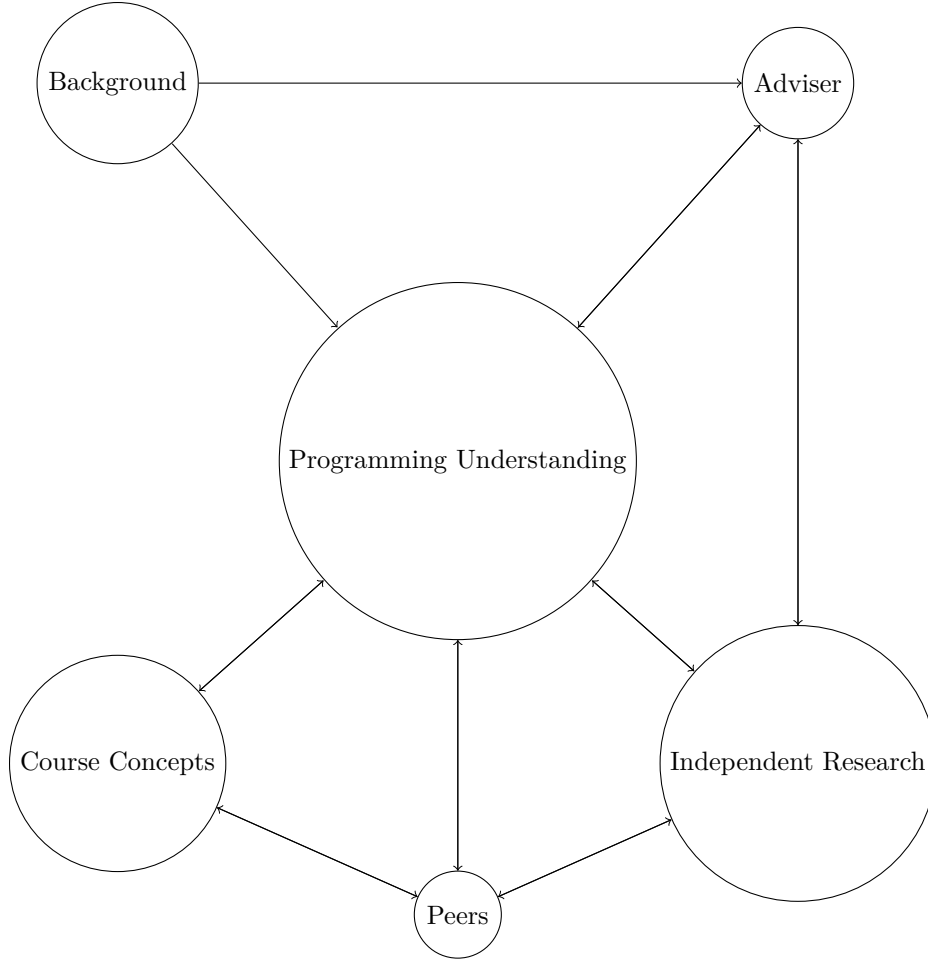 Background
Adviser
Programming Understanding
Course Concepts
Independent Research
Peers